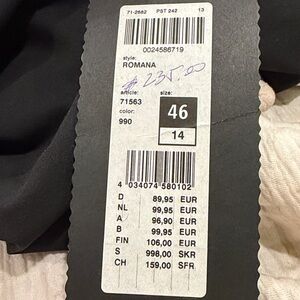 71-2682 PST 242 13
0024586719
style:
ROMANA
$ 235.00
article: size:
71563 46
color:
990 14
4 034074 580102
D 89,95 EUR
NL 99,95 EUR
A 96,90 EUR
B 99,95 EUR
FIN 106,00 EUR
S 998,00 SKR
CH 159,00 SFR